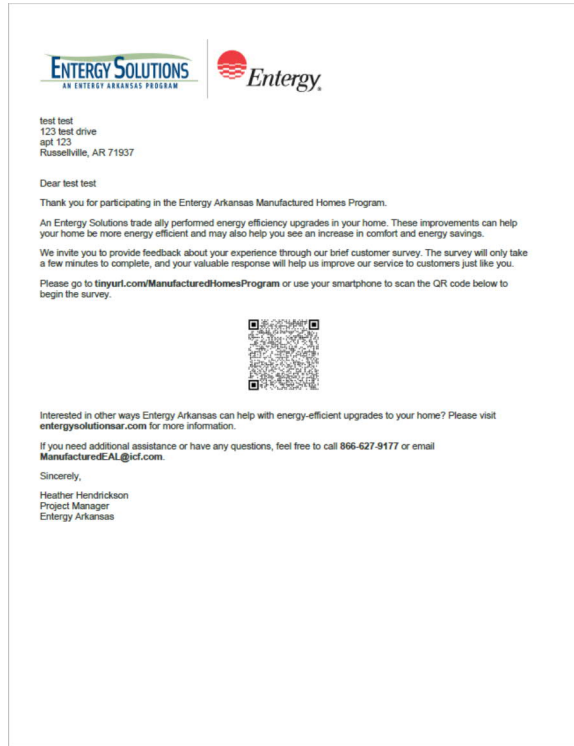 ENTERGY SOLUTIONS
AN ENTERGY ARKANSAS PROGRAM
Entergy.
test test
123 test drive
apt 123
Russellville, AR 71937
Dear test test
Thank you for participating in the Entergy Arkansas Manufactured Homes Program.
An Entergy Solutions trade ally performed energy efficiency upgrades in your home. These improvements can help
your home be more energy efficient and may also help you see an increase in comfort and energy savings.
We invite you to provide feedback about your experience through our brief customer survey. The survey will only take
a few minutes to complete, and your valuable response will help us improve our service to customers just like you.
Please go to tinyurl.com/ManufacturedHomesProgram or use your smartphone to scan the QR code below to
begin the survey.
Interested in other ways Entergy Arkansas can help with energy-efficient upgrades to your home? Please visit
entergysolutionsar.com for more information.
If you need additional assistance or have any questions, feel free to call 866-627-9177 or email
ManufacturedEAL@icf.com.
Sincerely,
Heather Hendrickson
Project Manager
Entergy Arkansas